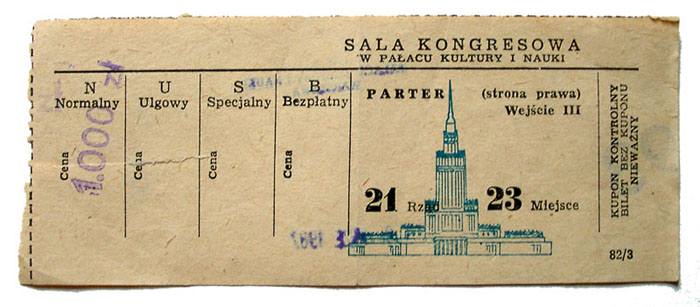 SALA KONGRESOWA
W PAŁACU KULTURY I NAUKI
N
Normalny
U
Ulgowy
S
Specjalny
B
Bezpłatny
Cena
Cena
Cena
Cena
1.000 zł
PARTER
(strona prawa)
Wejście III
21 Rząd
23 Miejsce
KUPON KONTROLNY
BILET BEZ KUPONU
NIEWAŻNY
82/3